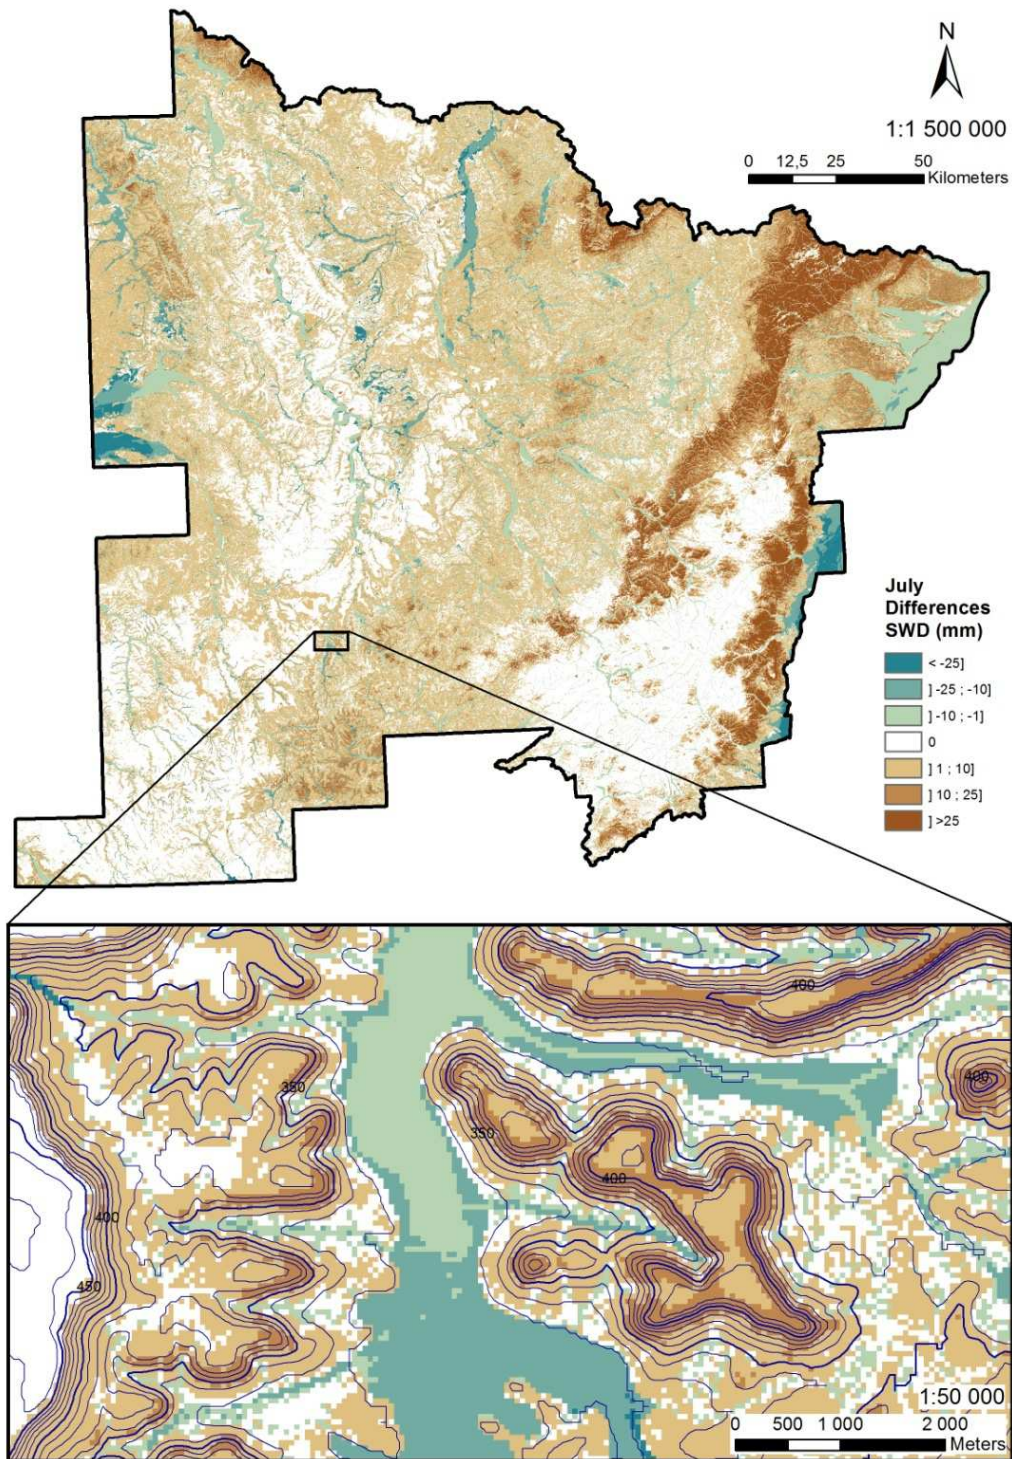 N
1:1 500 000
0 12,5 25 50
Kilometers
July
Differences
SWD (mm)
< -25]
] -25 ; -10]
] -10 ; -1]
0
] 1 ; 10]
] 10 ; 25]
] >25
400
400
350
350
400
400
450
1:50 000
0 500 1 000 2 000
Meters